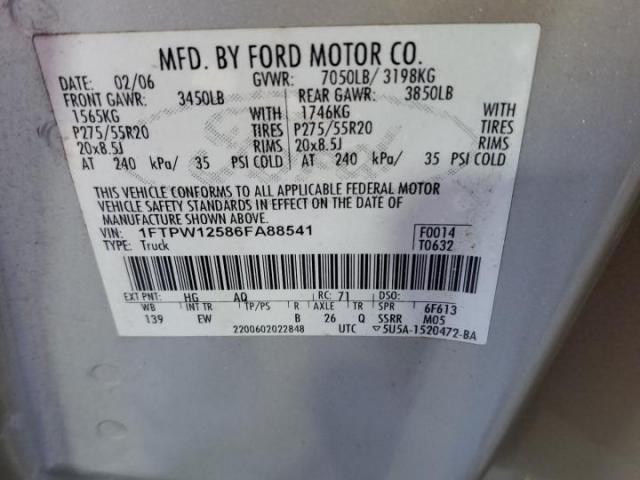 MFD. BY FORD MOTOR CO.
DATE: 02/06 GVWR: 7050LB/ 3198KG
FRONT GAWR: 3450LB REAR GAWR: 3850LB
1565KG WITH 1746KG WITH
P275/55R20 TIRES P275/55R20 TIRES
20x8.5J RIMS 20x8.5J RIMS
AT 240 kPa/ 35 PSI COLD AT 240 kPa/ 35 PSI COLD
THIS VEHICLE CONFORMS TO ALL APPLICABLE FEDERAL MOTOR
VEHICLE SAFETY STANDARDS IN EFFECT ON THE DATE OF
MANUFACTURE SHOWN ABOVE.
VIN: 1FTPW12586FA88541 F0014
TYPE: Truck T0632
EXT PNT: HG AQ RC: 71 DSO:
WB INT TR TP/PS R AXLE TR SPR 6F613
139 EW B 26 Q SSRR M05
2200602022848 UTC ▽5U5A-1520472-BA